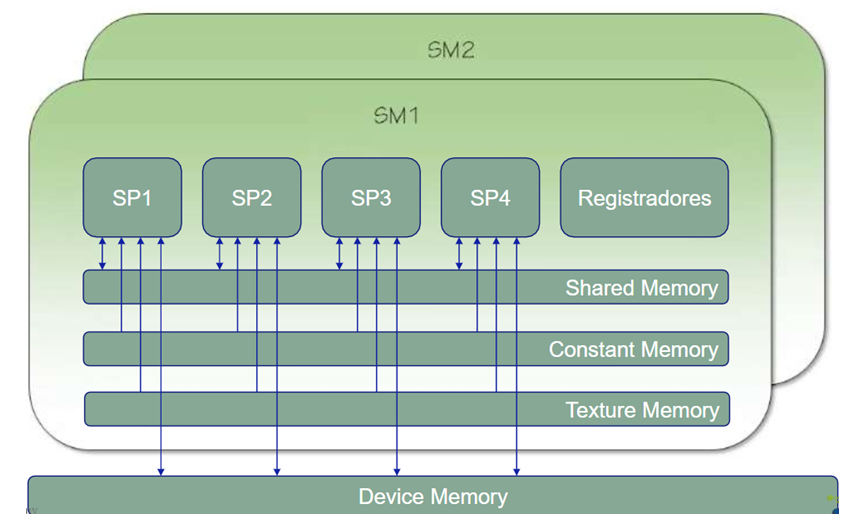 SM2
SM1
SP1 SP2 SP3 SP4 Registradores
Shared Memory
Constant Memory
Texture Memory
Device Memory